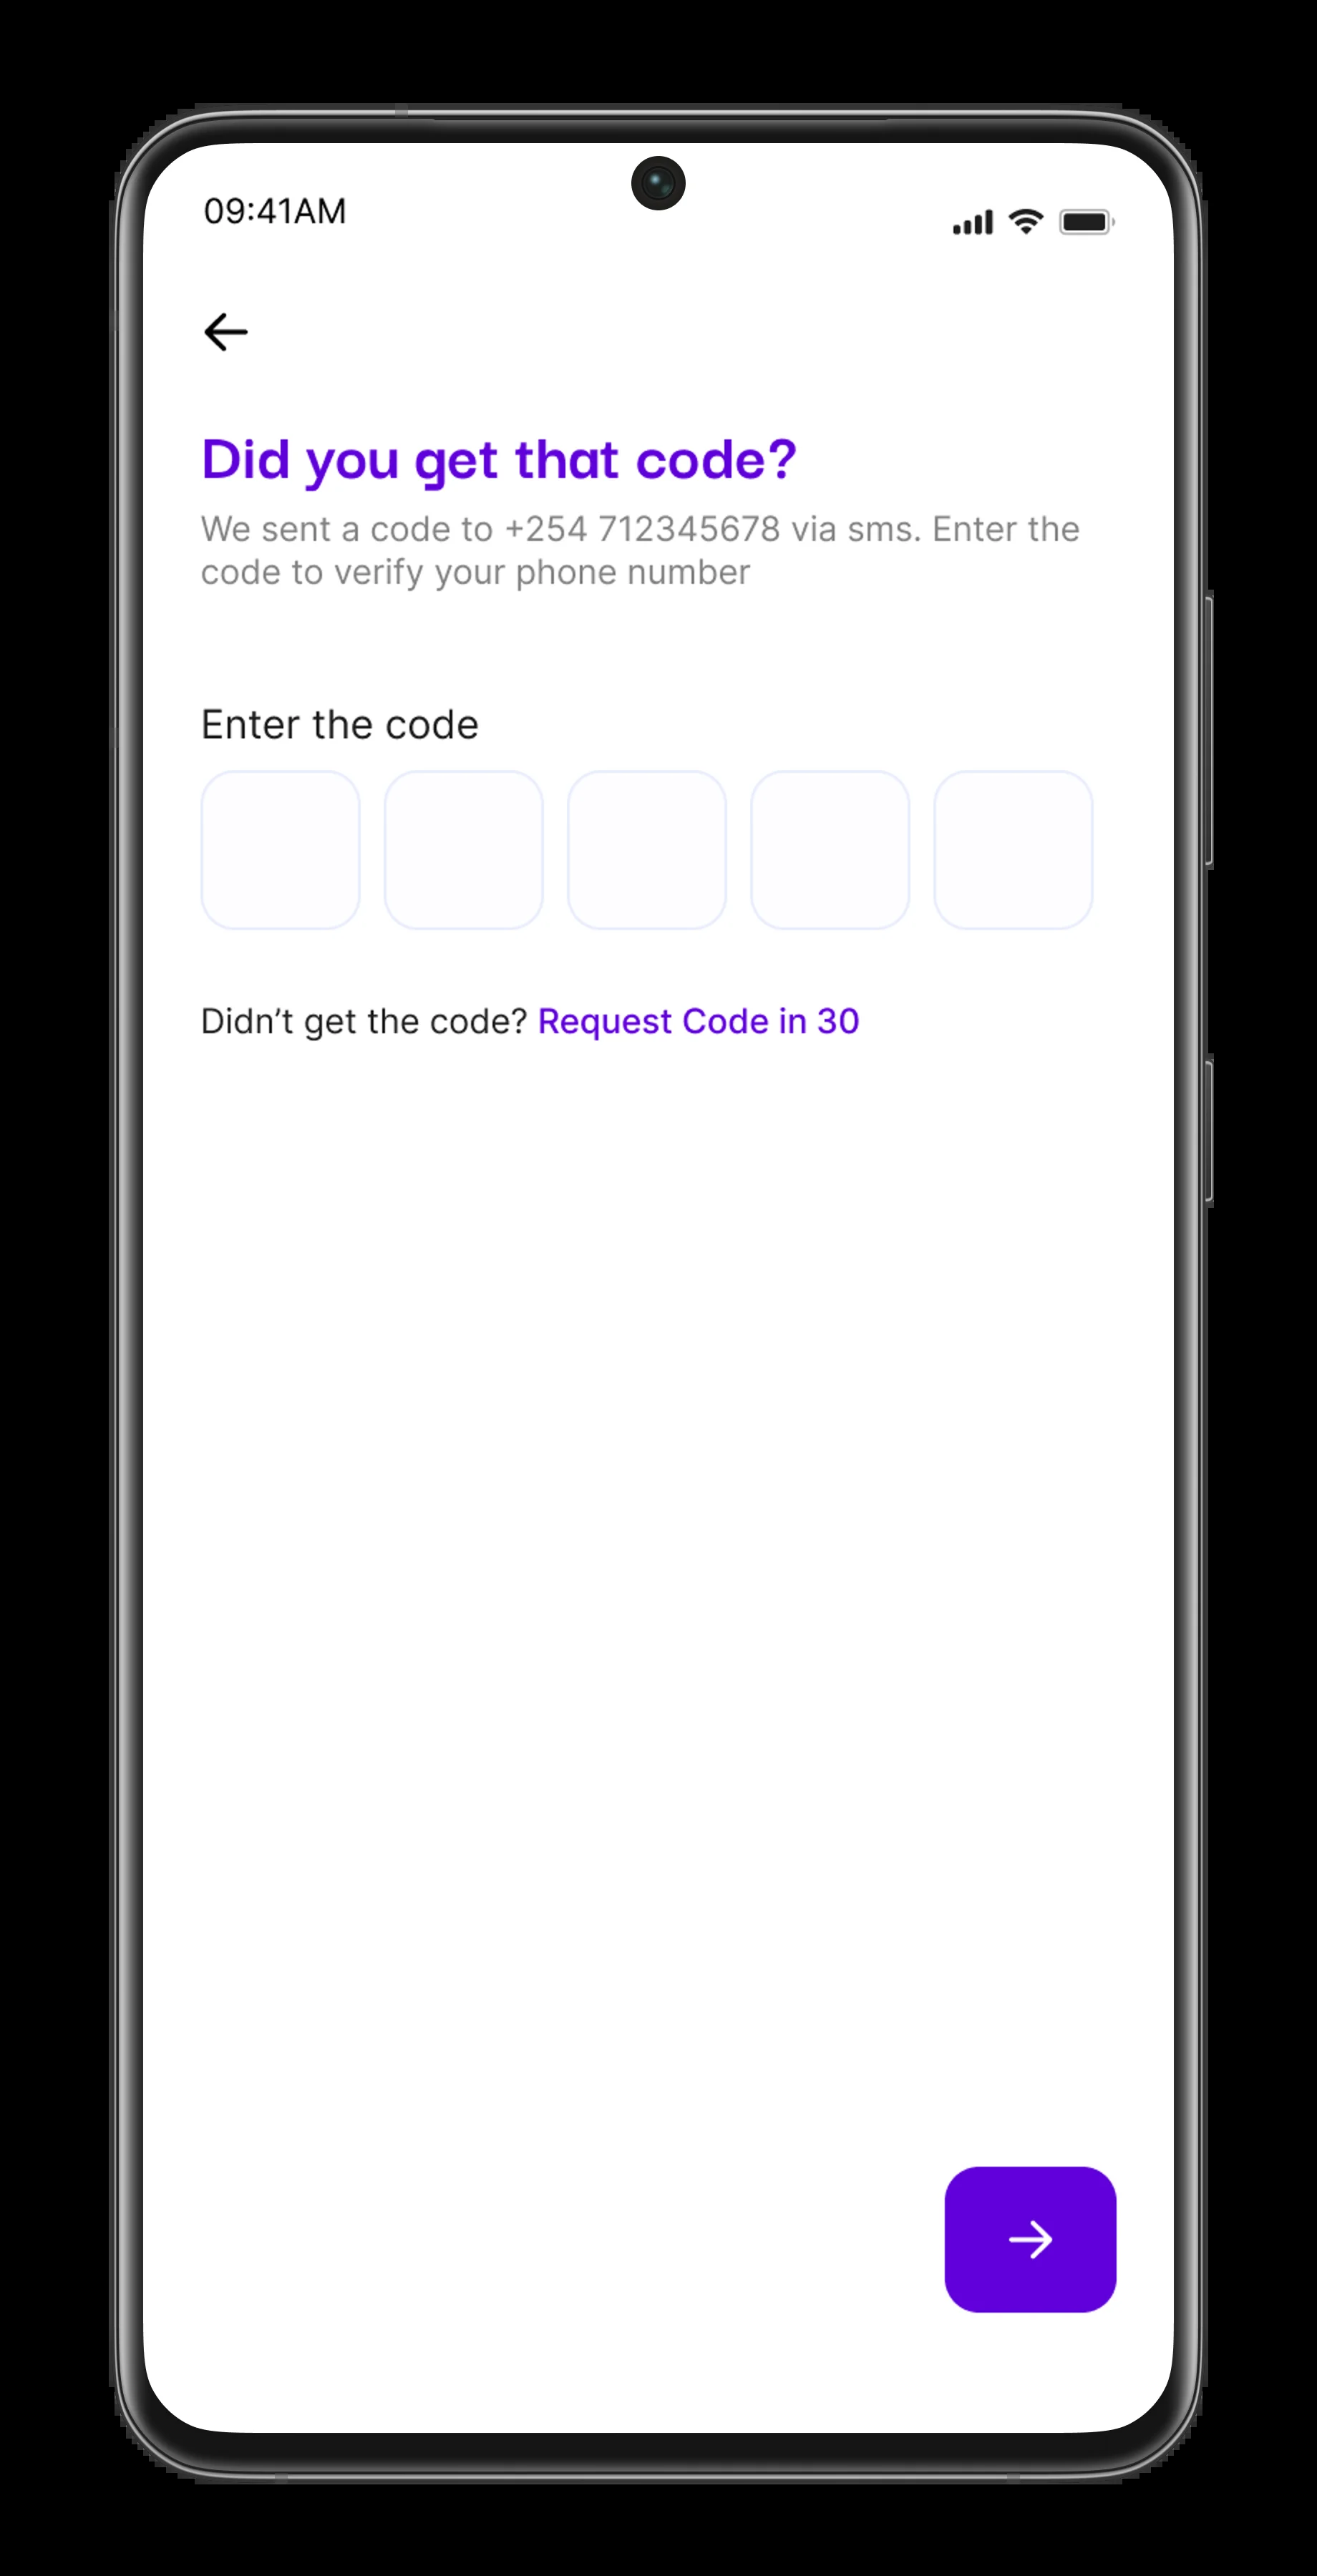 09:41AM
Did you get that code?
We sent a code to +254 712345678 via sms. Enter the
code to verify your phone number
Enter the code
Didn’t get the code? Request Code in 30